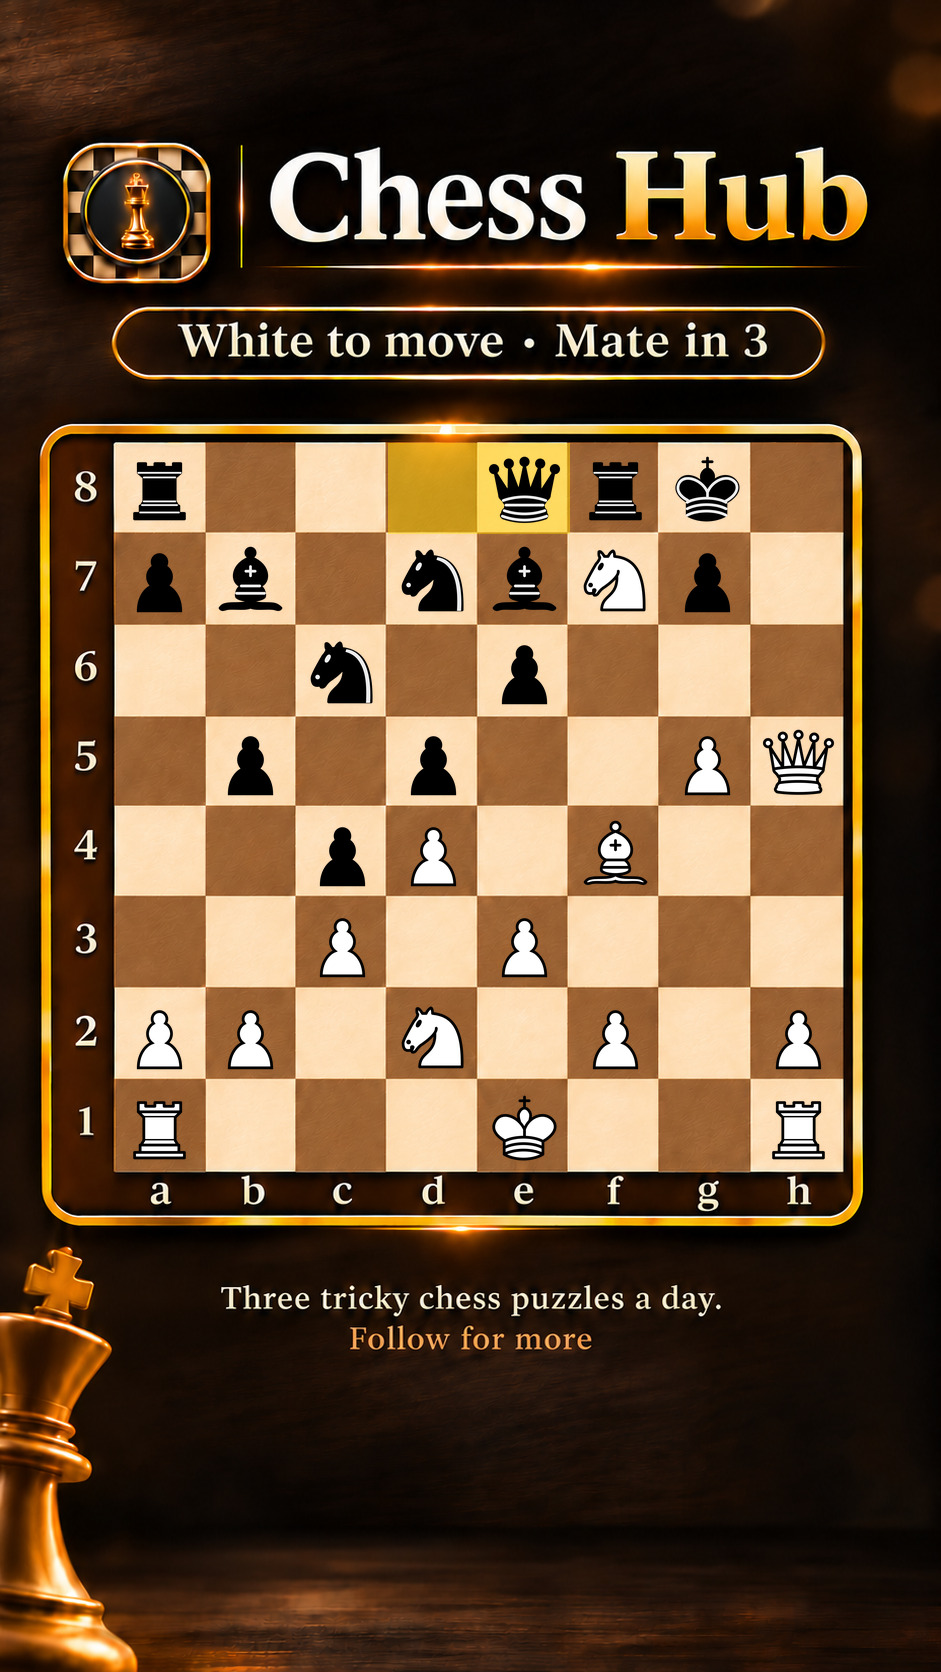 Chess Hub
White to move • Mate in 3
8
7
6
5
4
3
2
1
a b c d e f g h
Three tricky chess puzzles a day.
Follow for more